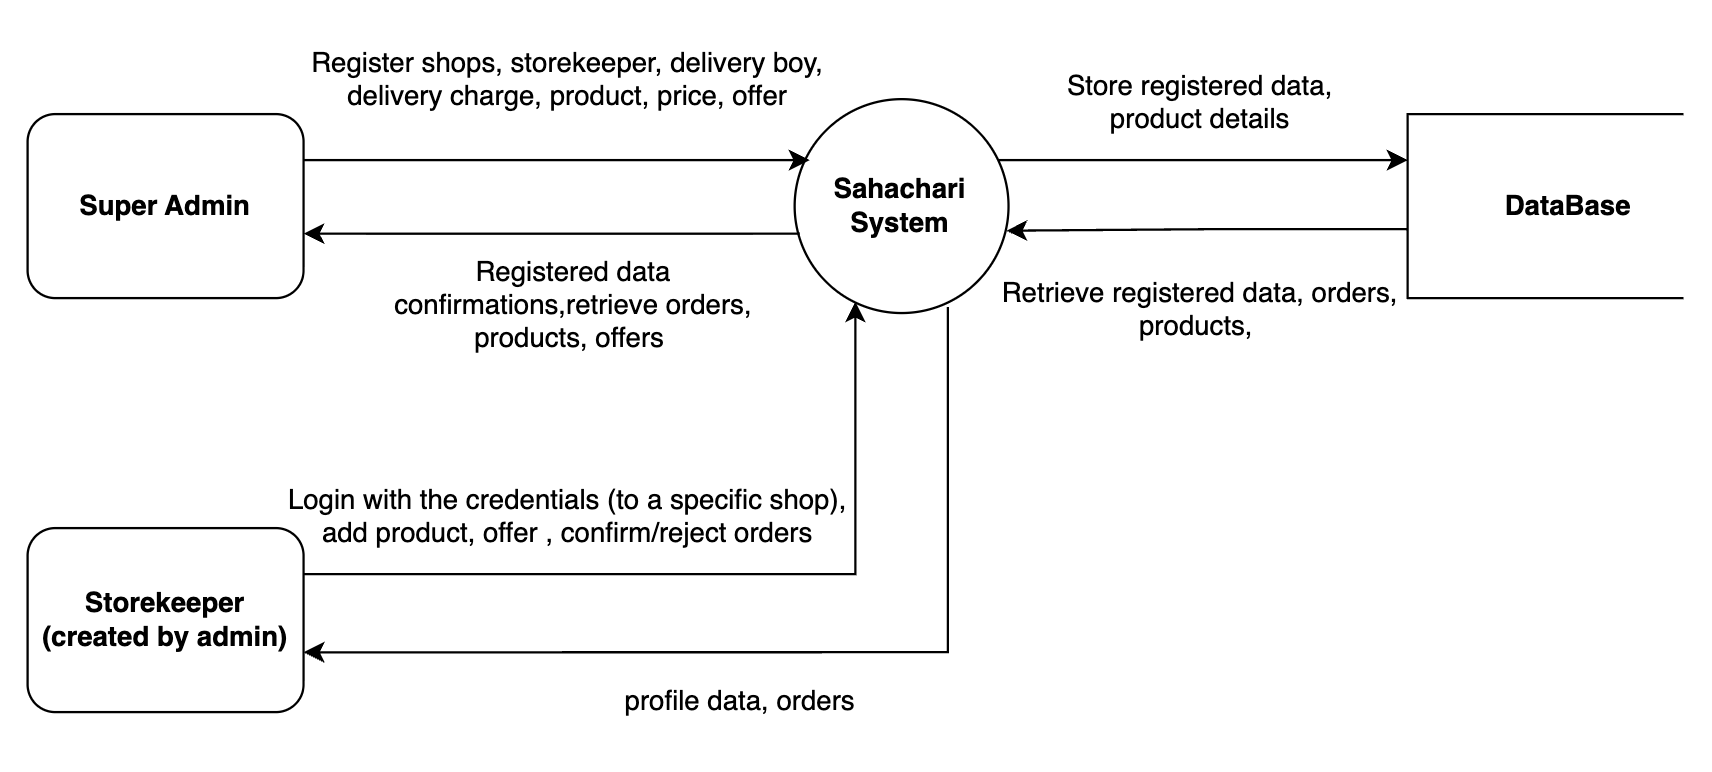 Register shops, storekeeper, delivery boy,
delivery charge, product, price, offer
Store registered data,
product details
Super Admin
Sahachari
System
DataBase
Registered data
confirmations,retrieve orders,
products, offers
Retrieve registered data, orders,
products,
Login with the credentials (to a specific shop),
add product, offer , confirm/reject orders
Storekeeper
(created by admin)
profile data, orders